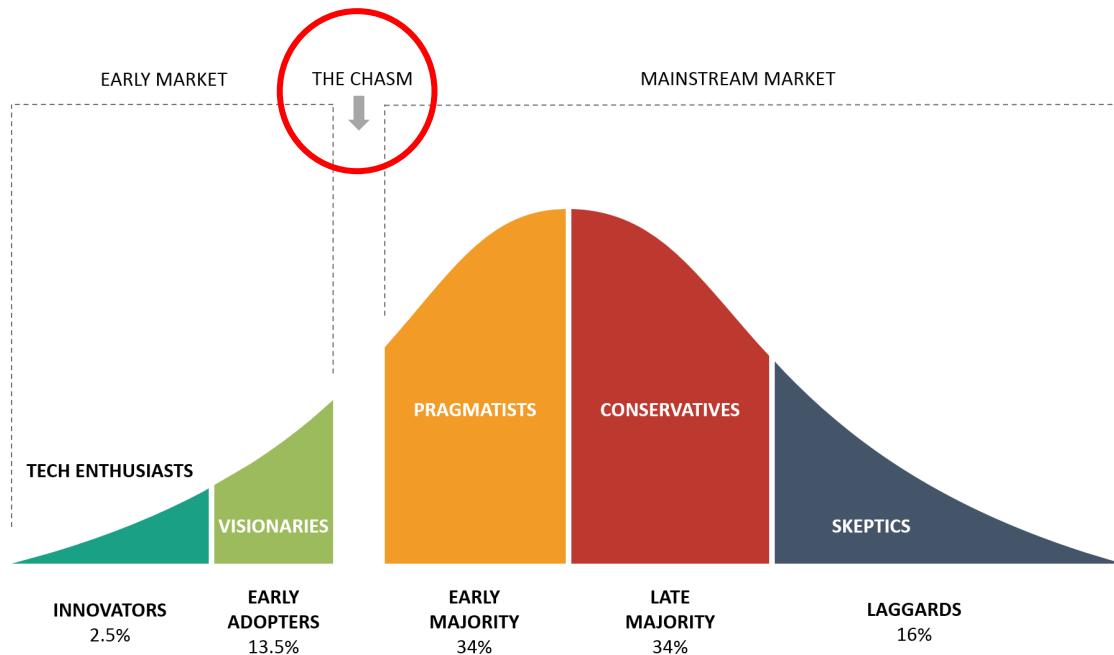 EARLY MARKET
THE CHASM
MAINSTREAM MARKET
TECH ENTHUSIASTS
VISIONARIES
PRAGMATISTS
CONSERVATIVES
SKEPTICS
INNOVATORS
2.5%
EARLY
ADOPTERS
13.5%
EARLY
MAJORITY
34%
LATE
MAJORITY
34%
LAGGARDS
16%